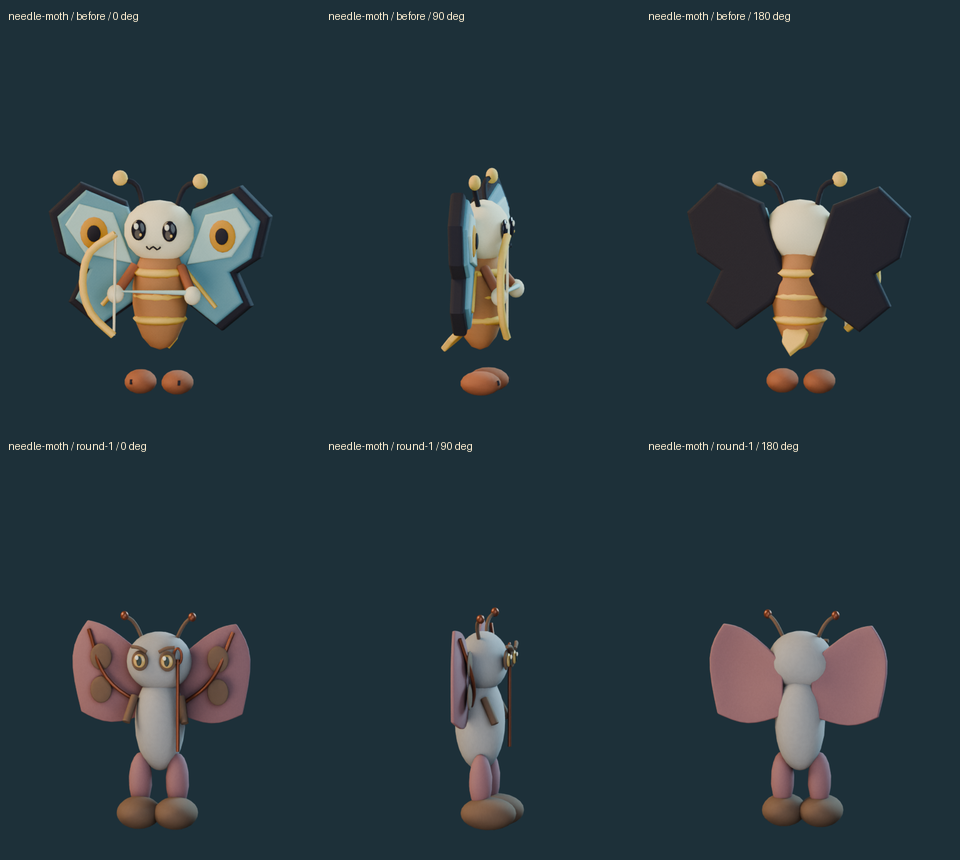 needle-moth / before / 0 deg
needle-moth / before / 90 deg
needle-moth / before / 180 deg
needle-moth / round-1 / 0 deg
needle-moth / round-1 / 90 deg
needle-moth / round-1 / 180 deg